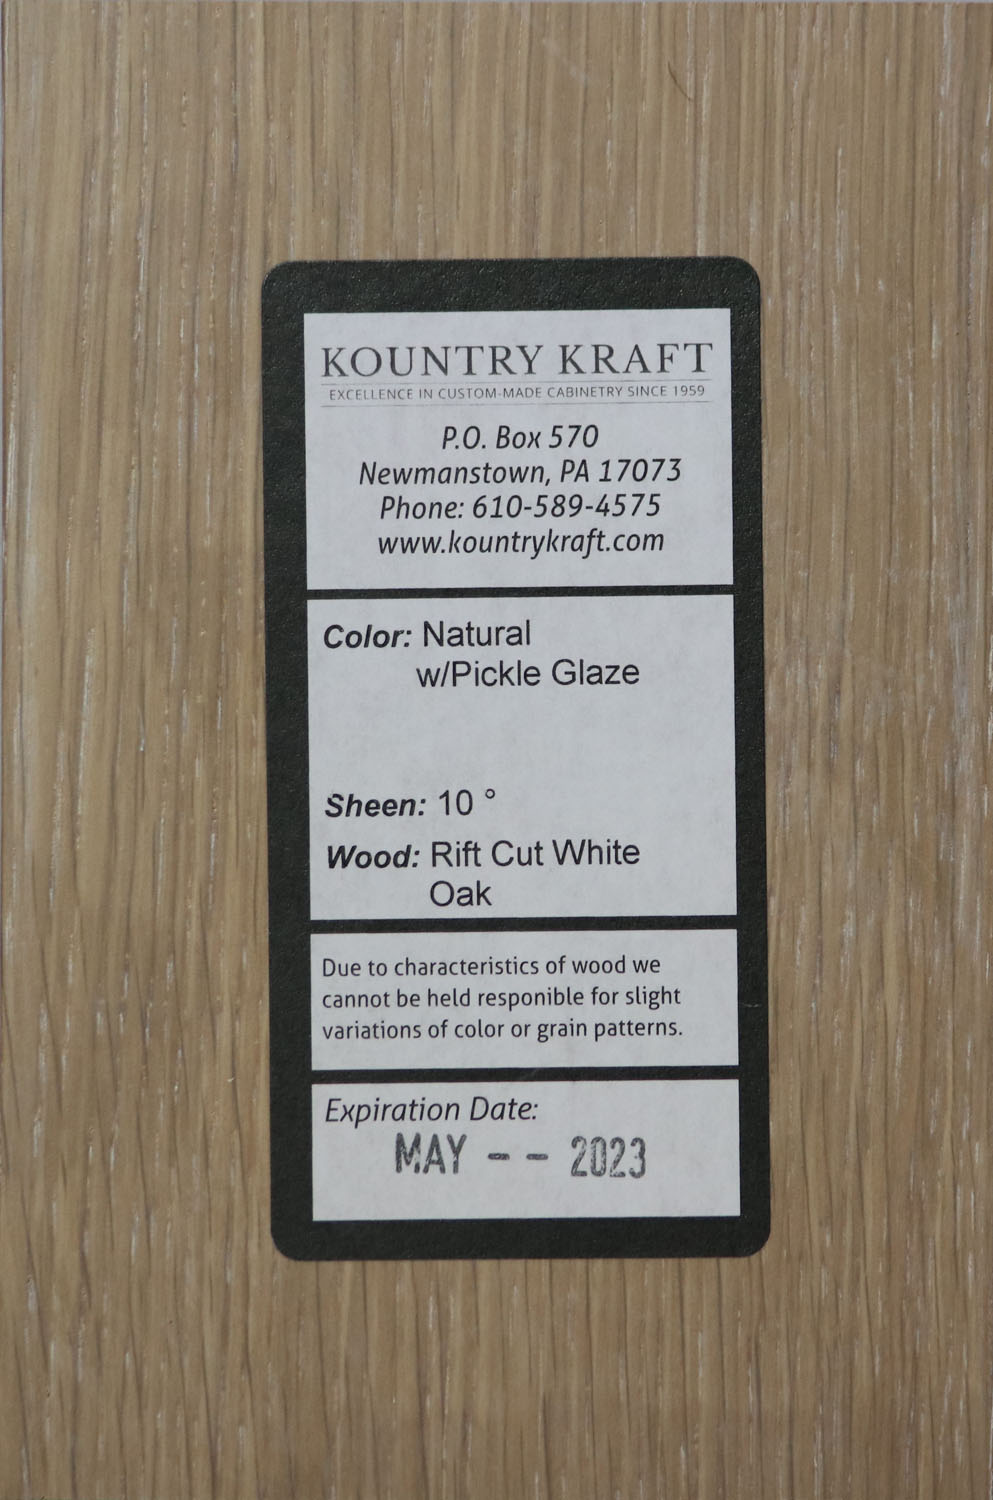 KOUNTRY KRAFT
EXCELLENCE IN CUSTOM-MADE CABINETRY SINCE 1959
P.O. Box 570
Newmanstown, PA 17073
Phone: 610-589-4575
www.kountrykraft.com
Color: Natural
w/Pickle Glaze
Sheen: 10 °
Wood: Rift Cut White
Oak
Due to characteristics of wood we
cannot be held responible for slight
variations of color or grain patterns.
Expiration Date:
MAY -- 2023